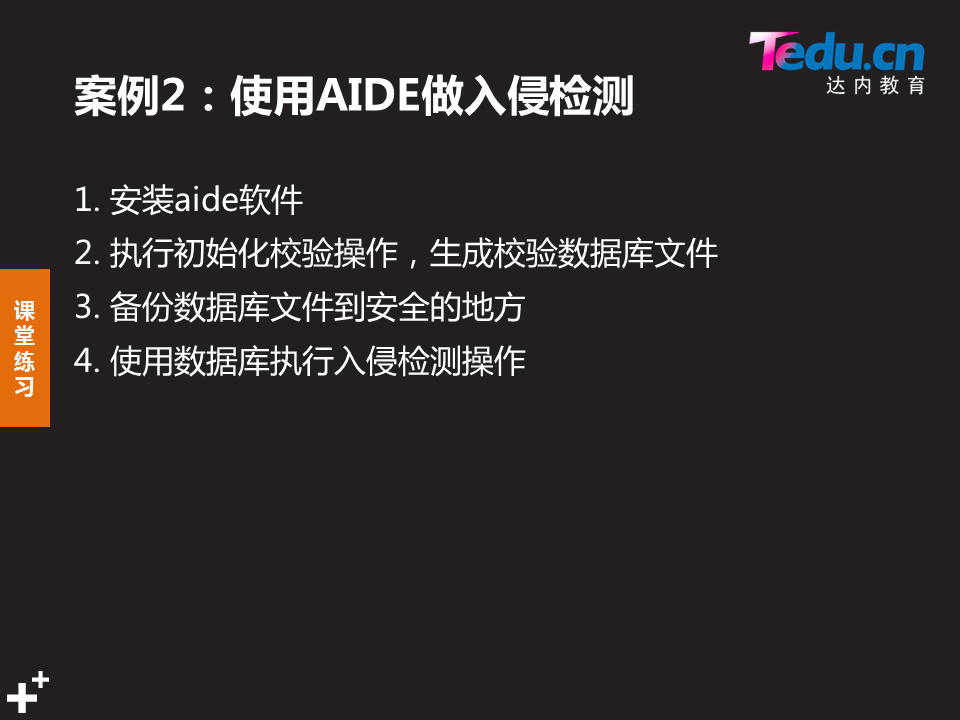 Tedu.cn
达内教育
案例2：使用AIDE做入侵检测
1. 安装aide软件
2. 执行初始化校验操作，生成校验数据库文件
3. 备份数据库文件到安全的地方
4. 使用数据库执行入侵检测操作
课
堂
练
习